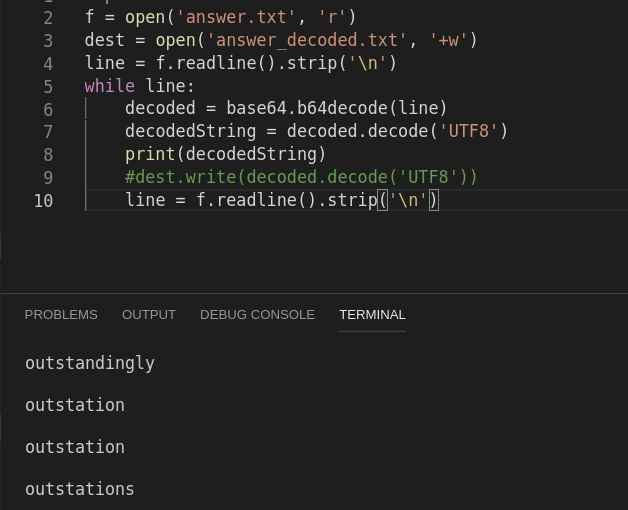 2 f = open('answer.txt', 'r')
3 dest = open('answer_decoded.txt', '+w')
4 line = f.readline().strip('\n')
5 while line:
6     decoded = base64.b64decode(line)
7     decodedString = decoded.decode('UTF8')
8     print(decodedString)
9     #dest.write(decoded.decode('UTF8'))
10     line = f.readline().strip('\n')
PROBLEMS OUTPUT DEBUG CONSOLE TERMINAL
outstandingly
outstation
outstation
outstations